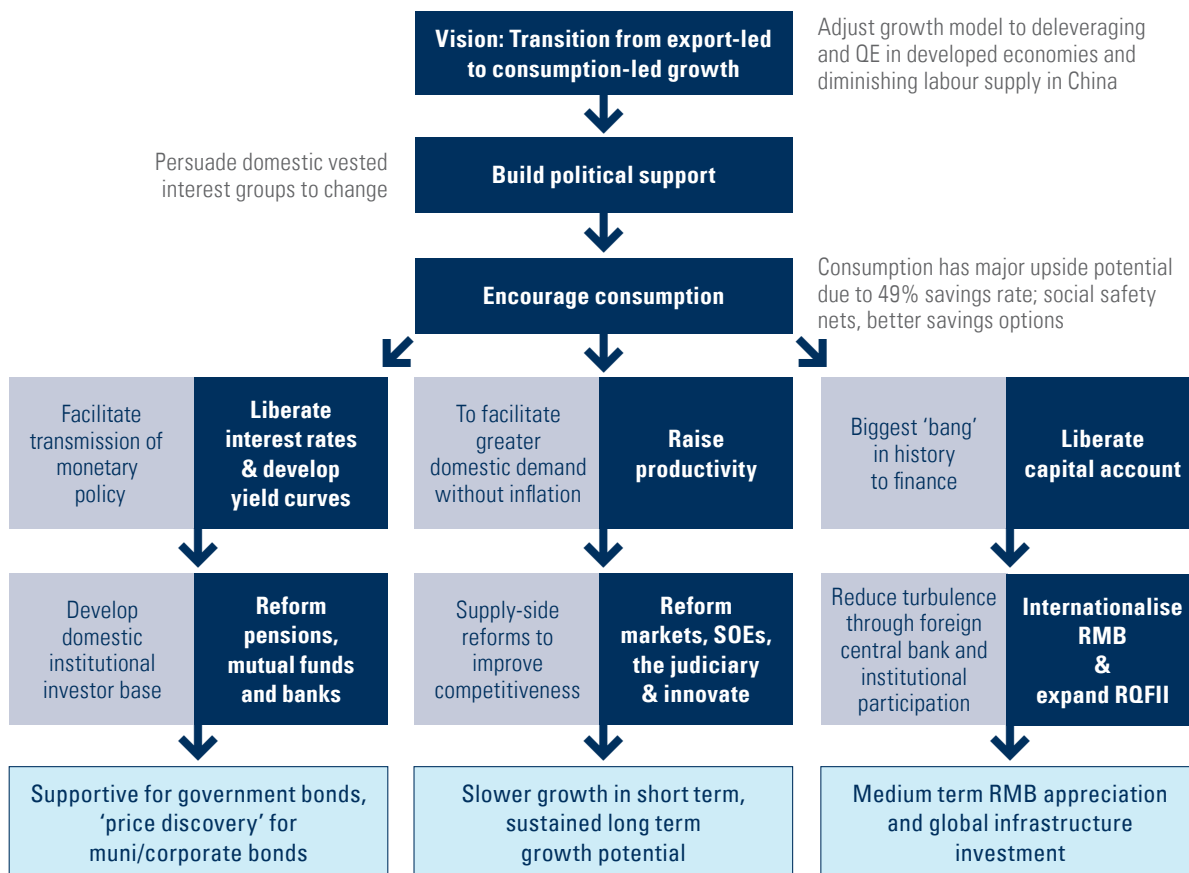 Vision: Transition from export-led
to consumption-led growth
Adjust growth model to deleveraging
and QE in developed economies and
diminishing labour supply in China
Persuade domestic vested
interest groups to change
Build political support
Encourage consumption
Consumption has major upside potential
due to 49% savings rate; social safety
nets, better savings options
Facilitate
transmission of
monetary
policy
Liberate
interest rates
& develop
yield curves
To facilitate
greater
domestic demand
without inflation
Raise
productivity
Biggest ‘bang’
in history
to finance
Liberate
capital account
Develop
domestic
institutional
investor base
Reform
pensions,
mutual funds
and banks
Supply-side
reforms to
improve
competitiveness
Reform
markets, SOEs,
the judiciary
& innovate
Reduce turbulence
through foreign
central bank and
institutional
participation
Internationalise
RMB
&
expand RQFII
Supportive for government bonds,
‘price discovery’ for
muni/corporate bonds
Slower growth in short term,
sustained long term
growth potential
Medium term RMB appreciation
and global infrastructure
investment